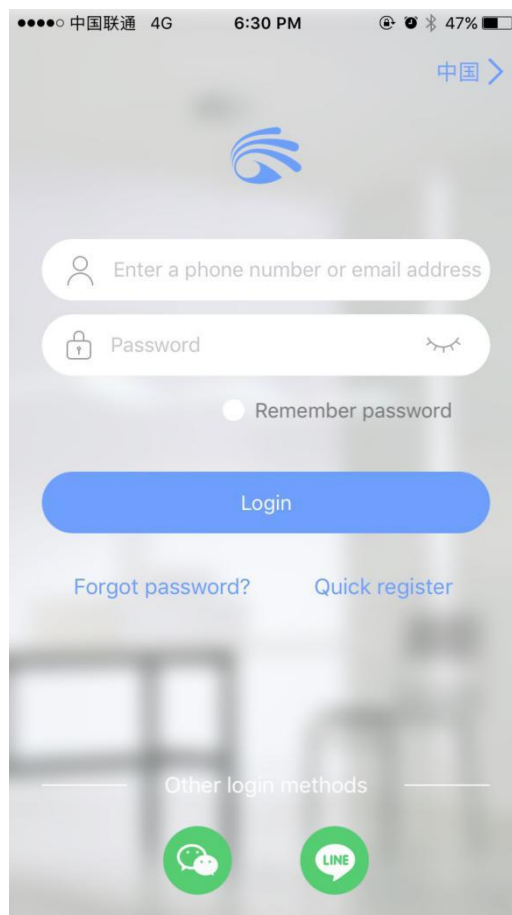 中国联通 4G 6:30 PM 47%
中国
Enter a phone number or email address
Password
Remember password
Login
Forgot password? Quick register
Other login methods
LINE